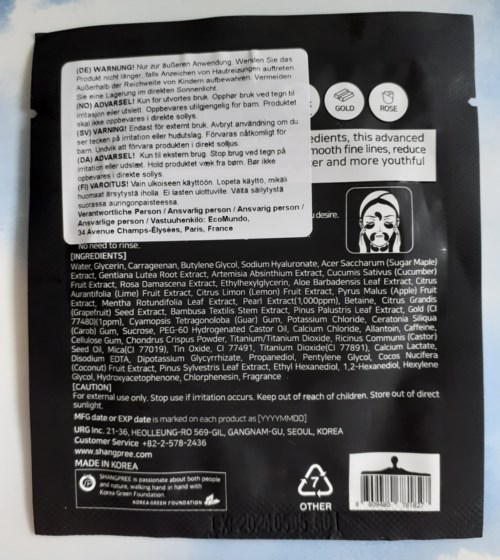 (DE) WARNUNG! Nur zur äußeren Anwendung. Wenden Sie das
Produkt nicht länger, falls Anzeichen von Hautreizungen auftreten.
Außerhalb der Reichweite von Kindern aufbewahren. Vermeiden
Sie eine Lagerung im direkten Sonnenlicht.
(NO) ADVARSEL! Kun for utvortes bruk. Opphør bruk ved tegn til
irritasjon eller utslett. Oppbevares utilgjengelig for barn. Produktet
skal ikke oppbevares i direkte sollys.
(SV) VARNING! Endast för externt bruk. Avbryt användning om du
ser tecken på irritation eller hudutslag. Förvaras oåtkomligt för
barn. Undvik att förvara produkten i direkt solljus.
(DA) ADVARSEL! Kun til ekstern brug. Stop brug ved tegn på
irritation eller udslæt. Hold produktet væk fra børn. Bør ikke
opbevares i direkte sollys.
(FI) VAROITUS! Vain ulkoiseen käyttöön. Lopeta käyttö, mikäli
huomaat ärsytystä iholla. Ei lasten ulottuville. Vältä säilytystä
suorassa auringonpaisteessa.
Verantwortliche Person / Ansvarlig person / Ansvarig person /
Ansvarlige person / Vastuuhenkilö: EcoMundo,
34 Avenue Champs-Élysées, Paris, France
GOLD
ROSE
edients, this advanced
mooth fine lines, reduce
er and more youthful
u desire.
No need to rinse.
[INGREDIENTS]
Water, Glycerin, Carrageenan, Butylene Glycol, Sodium Hyaluronate, Acer Saccharum (Sugar Maple)
Extract, Gentiana Lutea Root Extract, Artemisia Absinthium Extract, Cucumis Sativus (Cucumber)
Fruit Extract, Rosa Damascena Extract, Ethylhexylglycerin, Aloe Barbadensis Leaf Extract, Citrus
Aurantifolia (Lime) Fruit Extract, Citrus Limon (Lemon) Fruit Extract, Pyrus Malus (Apple) Fruit
Extract, Mentha Rotundifolia Leaf Extract, Pearl Extract(1,000ppm), Betaine, Citrus Grandis
(Grapefruit) Seed Extract, Bambusa Textilis Stem Extract, Pinus Palustris Leaf Extract, Gold (CI
77480)(1ppm), Cyamopsis Tetragonoloba (Guar) Gum, Potassium Chloride, Ceratonia Siliqua
(Carob) Gum, Sucrose, PEG-60 Hydrogenated Castor Oil, Calcium Chloride, Allantoin, Caffeine,
Cellulose Gum, Chondrus Crispus Powder, Titanium/Titanium Dioxide, Ricinus Communis (Castor)
Seed Oil, Mica(CI 77019), Tin Oxide, CI 77491, Titanium Dioxide(CI 77891), Calcium Lactate,
Disodium EDTA, Dipotassium Glycyrrhizate, Propanediol, Pentylene Glycol, Cocos Nucifera
(Coconut) Fruit Extract, Pinus Sylvestris Leaf Extract, Ethyl Hexanediol, 1,2-Hexanediol, Hexylene
Glycol, Hydroxyacetophenone, Chlorphenesin, Fragrance
[CAUTION]
For external use only. Stop use if irritation occurs. Keep out of reach of children. Store out of direct
sunlight.
MFG date or EXP date is marked on each product as [YYYYMMDD]
URG Inc. 21-36, HEOLLEUNG-RO 569-GIL, GANGNAM-GU, SEOUL, KOREA
Customer Service +82-2-578-2436
www.shangpree.com
MADE IN KOREA
SHANGPREE is passionate about both people
and nature, walking hand in hand with
Korea Green Foundation.
KOREA GREEN FOUNDATION
7
OTHER